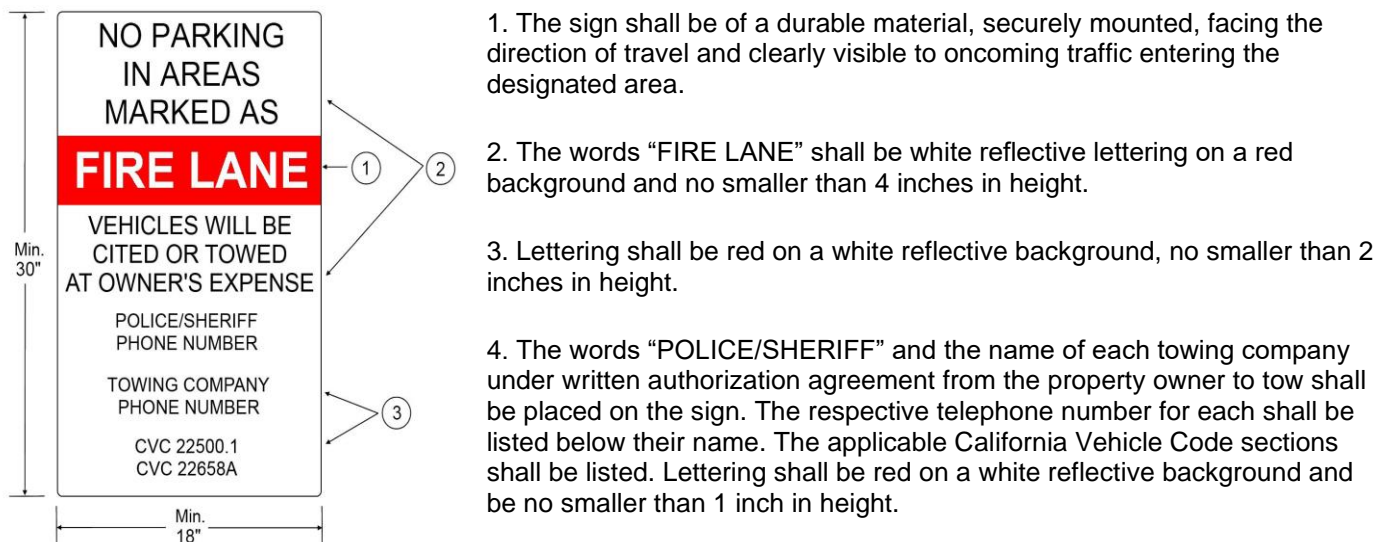 NO PARKING
IN AREAS
MARKED AS
FIRE LANE
VEHICLES WILL BE
CITED OR TOWED
AT OWNER'S EXPENSE
POLICE/SHERIFF
PHONE NUMBER
TOWING COMPANY
PHONE NUMBER
CVC 22500.1
CVC 22658A
1
2
3
Min.
30"
Min.
18"
1. The sign shall be of a durable material, securely mounted, facing the
direction of travel and clearly visible to oncoming traffic entering the
designated area.
2. The words “FIRE LANE” shall be white reflective lettering on a red
background and no smaller than 4 inches in height.
3. Lettering shall be red on a white reflective background, no smaller than 2
inches in height.
4. The words “POLICE/SHERIFF” and the name of each towing company
under written authorization agreement from the property owner to tow shall
be placed on the sign. The respective telephone number for each shall be
listed below their name. The applicable California Vehicle Code sections
shall be listed. Lettering shall be red on a white reflective background and
be no smaller than 1 inch in height.